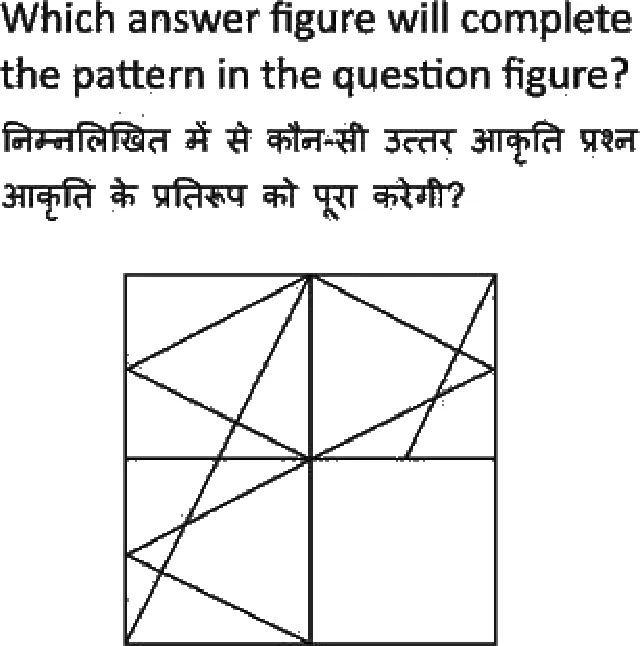 Which answer figure will complete
the pattern in the question figure?
निम्नलिखित में से कौन-सी उत्तर आकृति प्रश्न
आकृति के प्रतिरूप को पूरा करेगी?